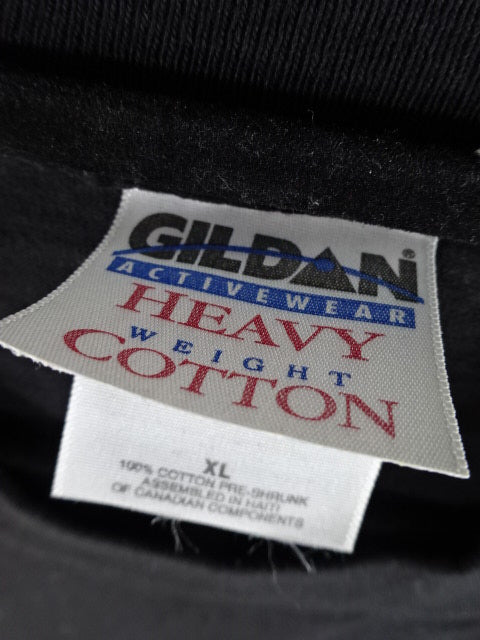 GILDAN®
ACTIVEWEAR
HEAVY
WEIGHT
COTTON
XL
100% COTTON PRE-SHRUNK
ASSEMBLED IN HAITI
OF CANADIAN COMPONENTS